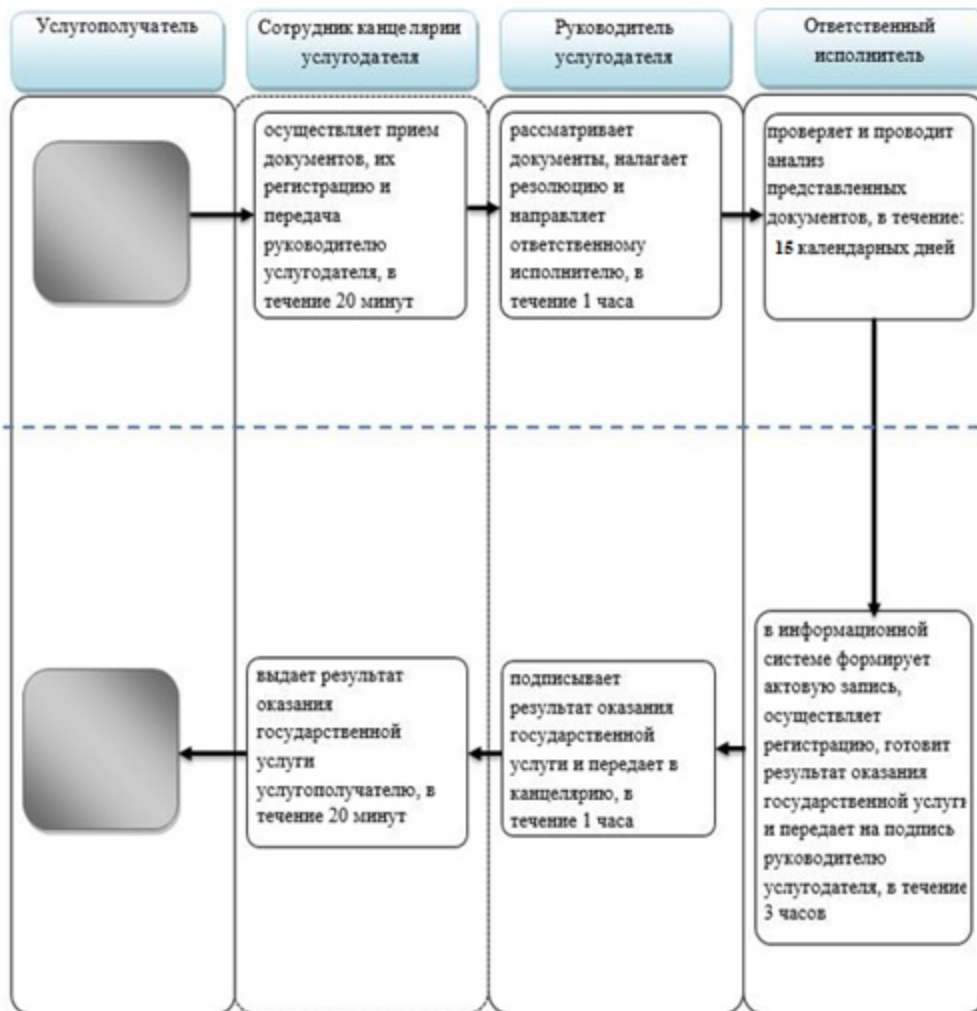 Услугополучатель
Сотрудник канцелярии
услугодателя
Руководитель
услугодателя
Ответственный
исполнитель
осуществляет прием
документов, их
регистрацию и
передача
руководителю
услугодателя, в
течение 20 минут
рассматривает
документы, налагает
резолюцию и
направляет
ответственному
исполнителю, в
течение 1 часа
проверяет и проводит
анализ
представленных
документов, в течение:
15 календарных дней
в информационной
системе формирует
актовую запись,
осуществляет
регистрацию, готовит
результат оказания
государственной услуги
и передает на подпись
руководителю
услугодателя, в течение
3 часов
подписывает
результат оказания
государственной
услуги и передает в
канцелярию, в
течение 1 часа
выдает результат
оказания
государственной
услуги
услугополучателю, в
течение 20 минут